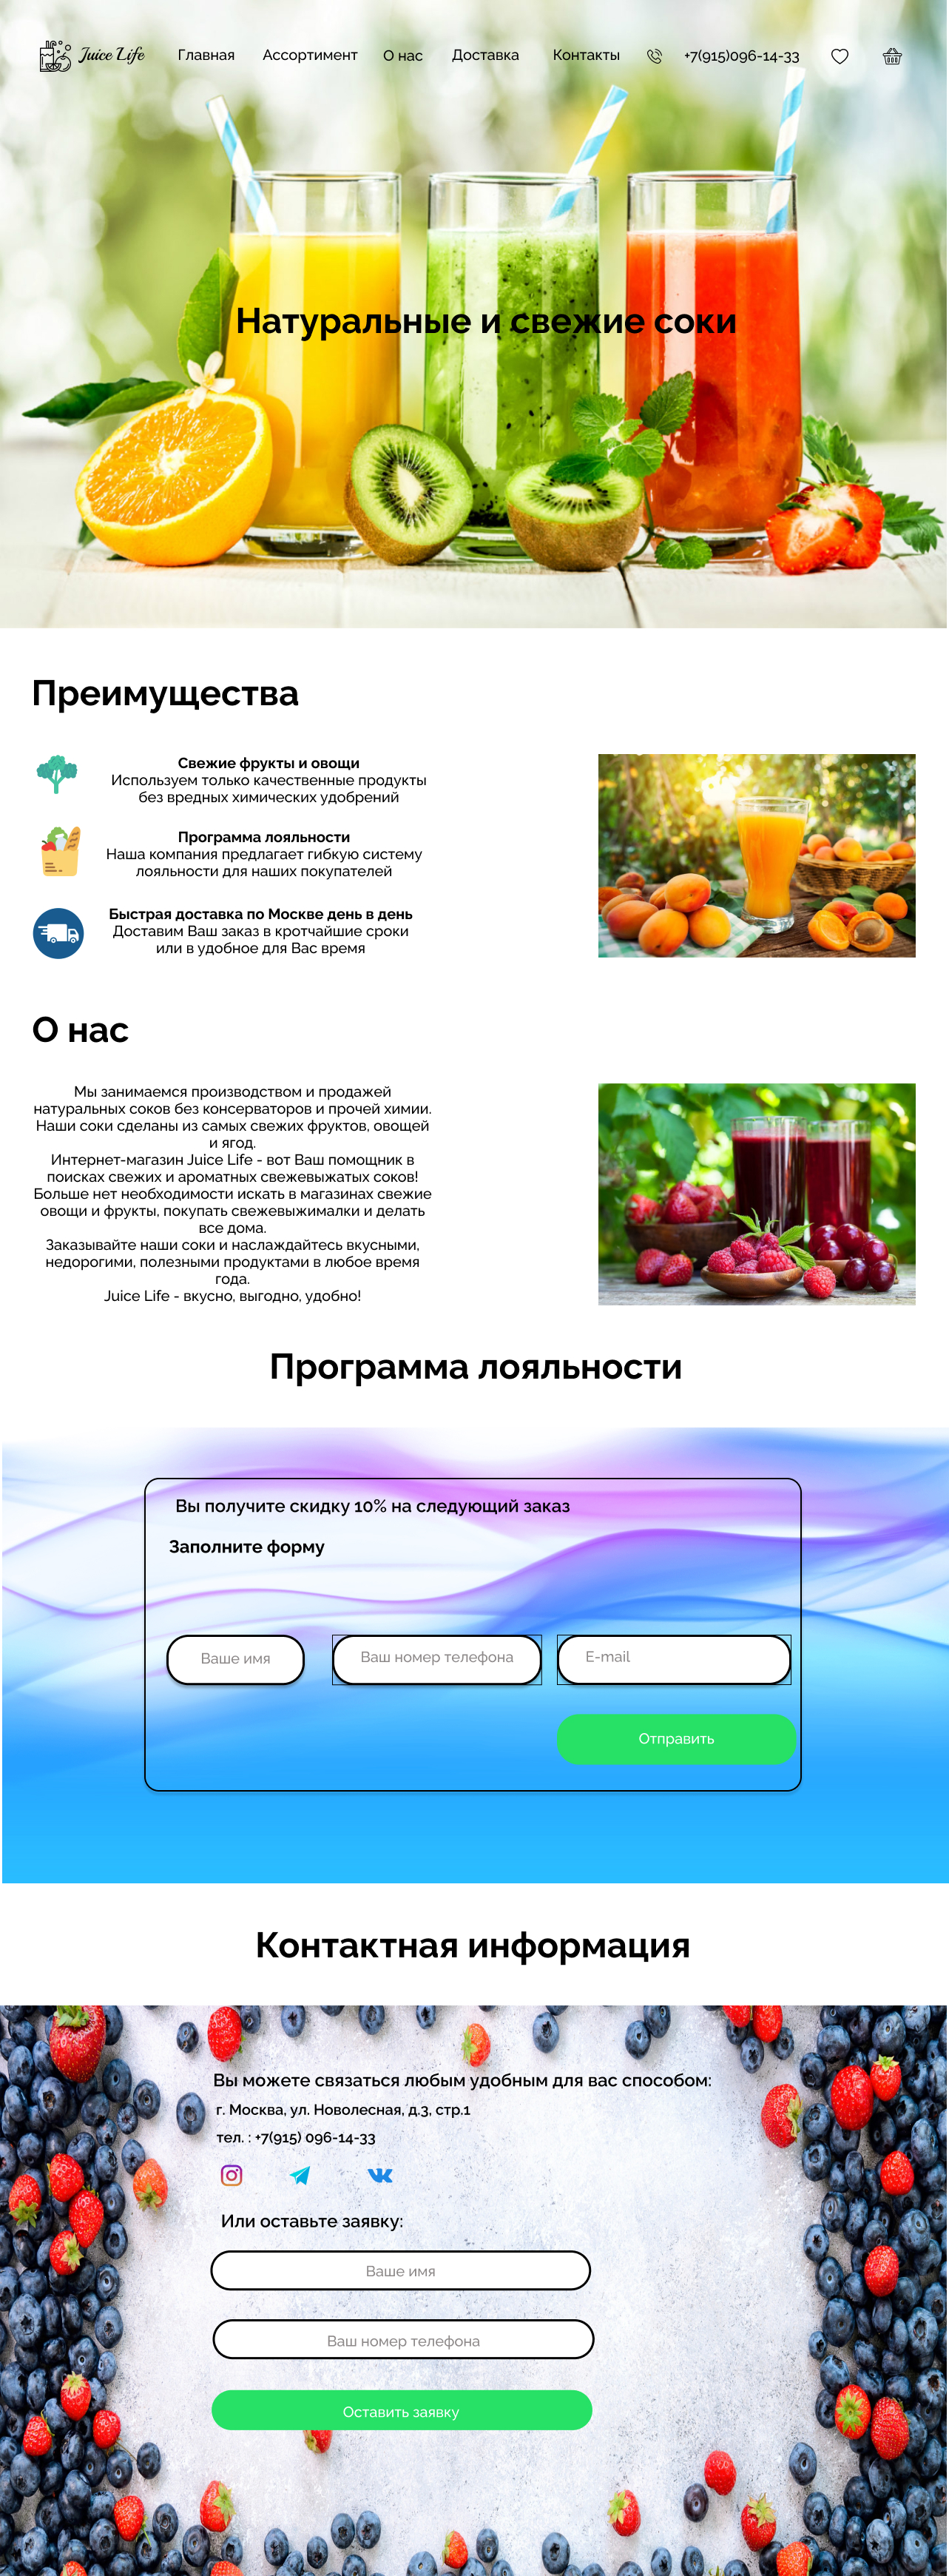 Juice Life
Главная Ассортимент О нас Доставка Контакты +7(915)096-14-33
Натуральные и свежие соки
Преимущества
Свежие фрукты и овощи
Используем только качественные продукты
без вредных химических удобрений
Программа лояльности
Наша компания предлагает гибкую систему
лояльности для наших покупателей
Быстрая доставка по Москве день в день
Доставим Ваш заказ в кротчайшие сроки
или в удобное для Вас время
О нас
Мы занимаемся производством и продажей
натуральных соков без консерваторов и прочей химии.
Наши соки сделаны из самых свежих фруктов, овощей
и ягод.
Интернет-магазин Juice Life - вот Ваш помощник в
поисках свежих и ароматных свежевыжатых соков!
Больше нет необходимости искать в магазинах свежие
овощи и фрукты, покупать свежевыжималки и делать
все дома.
Заказывайте наши соки и наслаждайтесь вкусными,
недорогими, полезными продуктами в любое время
года.
Juice Life - вкусно, выгодно, удобно!
Программа лояльности
Вы получите скидку 10% на следующий заказ
Заполните форму
Ваше имя Ваш номер телефона E-mail
Отправить
Контактная информация
Вы можете связаться любым удобным для вас способом:
г. Москва, ул. Новолесная, д.3, стр.1
тел. : +7(915) 096-14-33
Или оставьте заявку:
Ваше имя
Ваш номер телефона
Оставить заявку